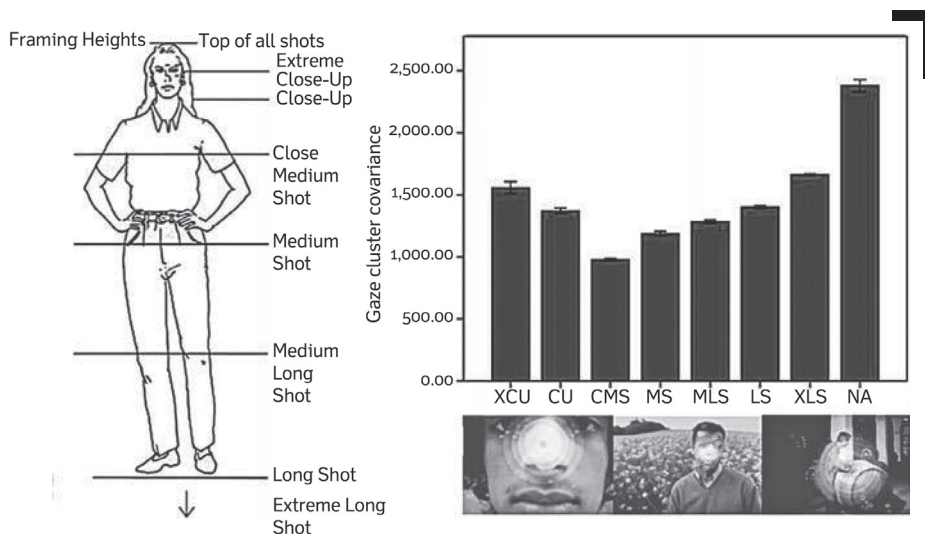 Framing Heights
Top of all shots
Extreme
Close-Up
Close-Up
Close
Medium
Shot
Medium
Shot
Medium
Long
Shot
Long Shot
Extreme Long
Shot
Gaze cluster covariance
2,500.00
2,000.00
1,500.00
1,000.00
500.00
0.00
XCU CU CMS MS MLS LS XLS NA